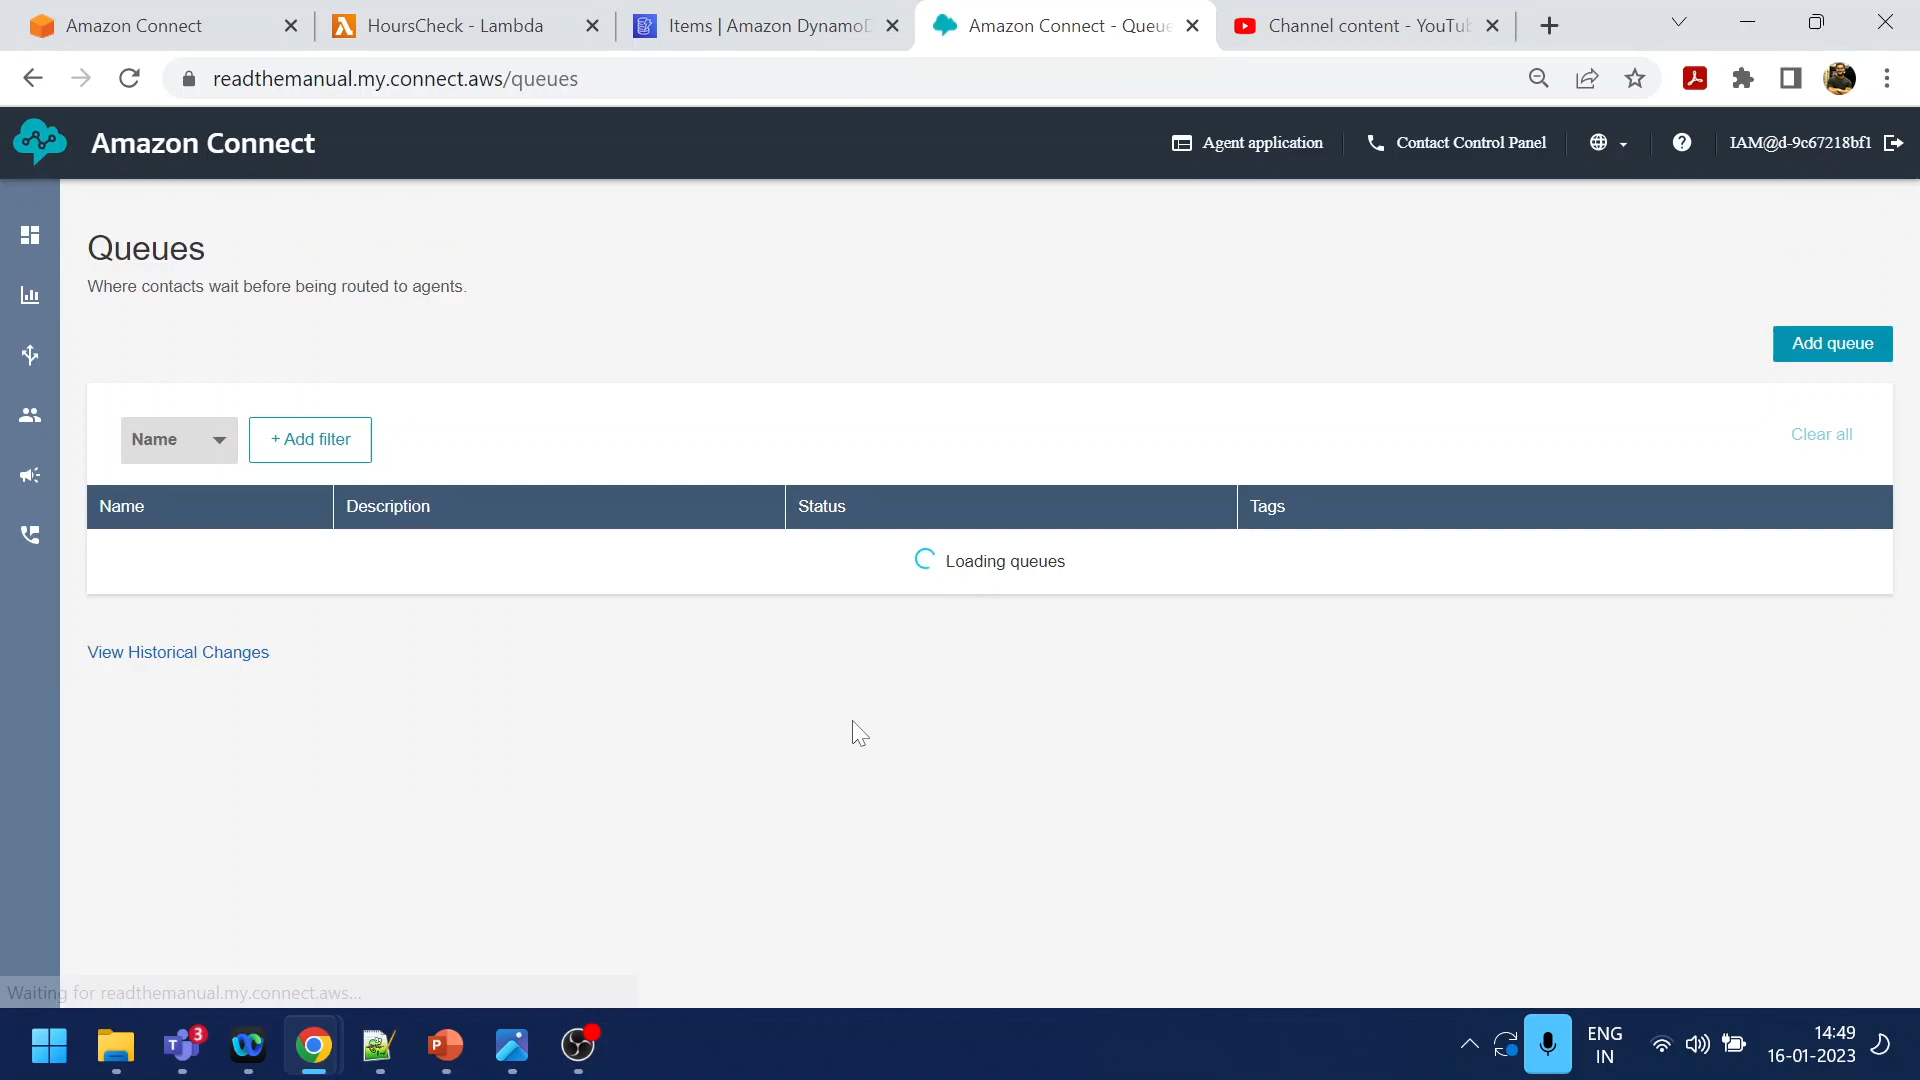 Amazon Connect
HoursCheck - Lambda
Items | Amazon Dynamo
Amazon Connect - Queue
Channel content - YouTu
readthemanual.my.connect.aws/queues
Amazon Connect
Agent application
Contact Control Panel
IAM@d-9c67218bf1
Queues
Where contacts wait before being routed to agents.
Add queue
Name
+ Add filter
Clear all
Name
Description
Status
Tags
Loading queues
View Historical Changes
Waiting for readthemanual.my.connect.aws...
3
ENG
IN
14:49
16-01-2023